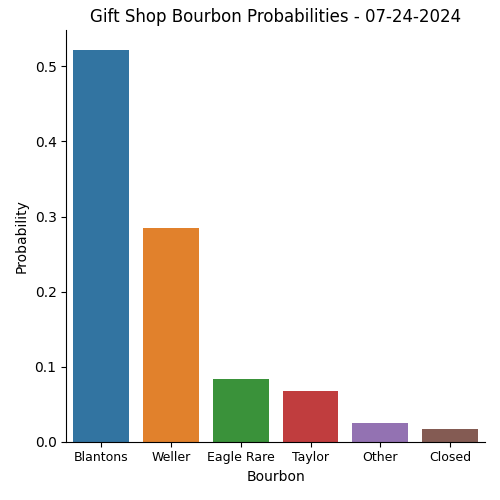 Gift Shop Bourbon Probabilities - 07-24-2024
Probability
0.5
0.4
0.3
0.2
0.1
0.0
Blantons Weller Eagle Rare Taylor Other Closed
Bourbon